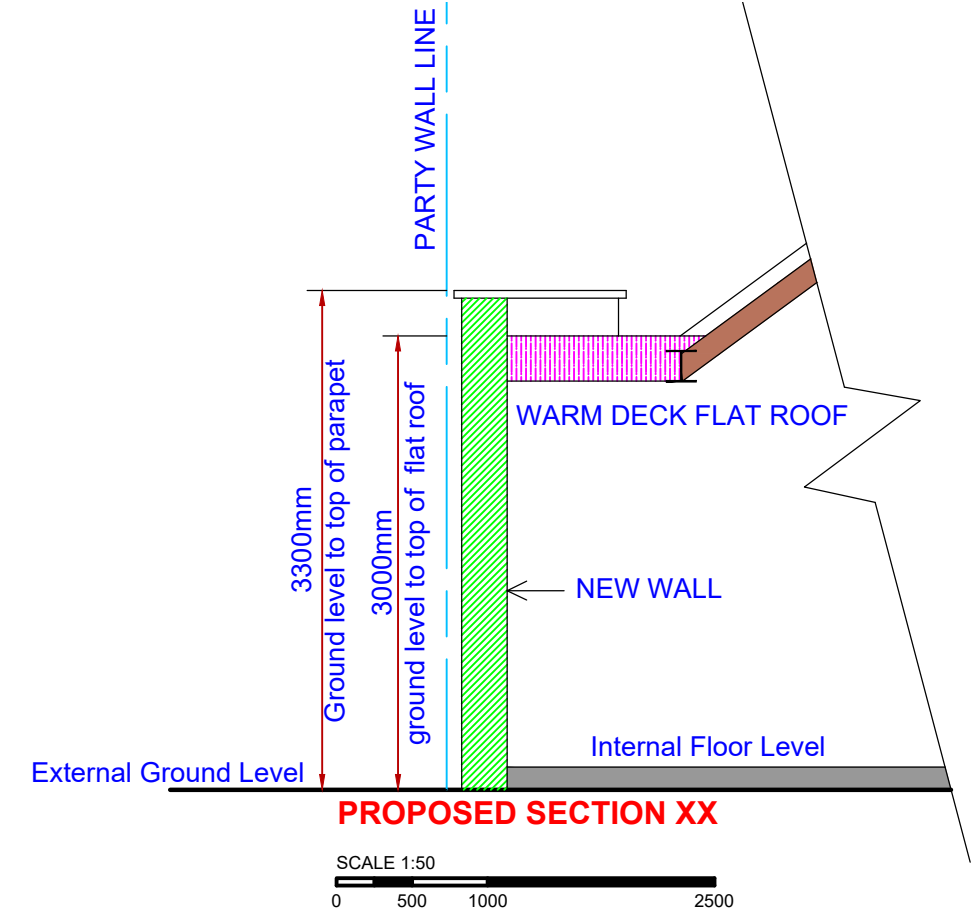 PARTY WALL LINE
3300mm
Ground level to top of parapet
3000mm
ground level to top of flat roof
WARM DECK FLAT ROOF
NEW WALL
Internal Floor Level
External Ground Level
PROPOSED SECTION XX
SCALE 1:50
0 500 1000 2500